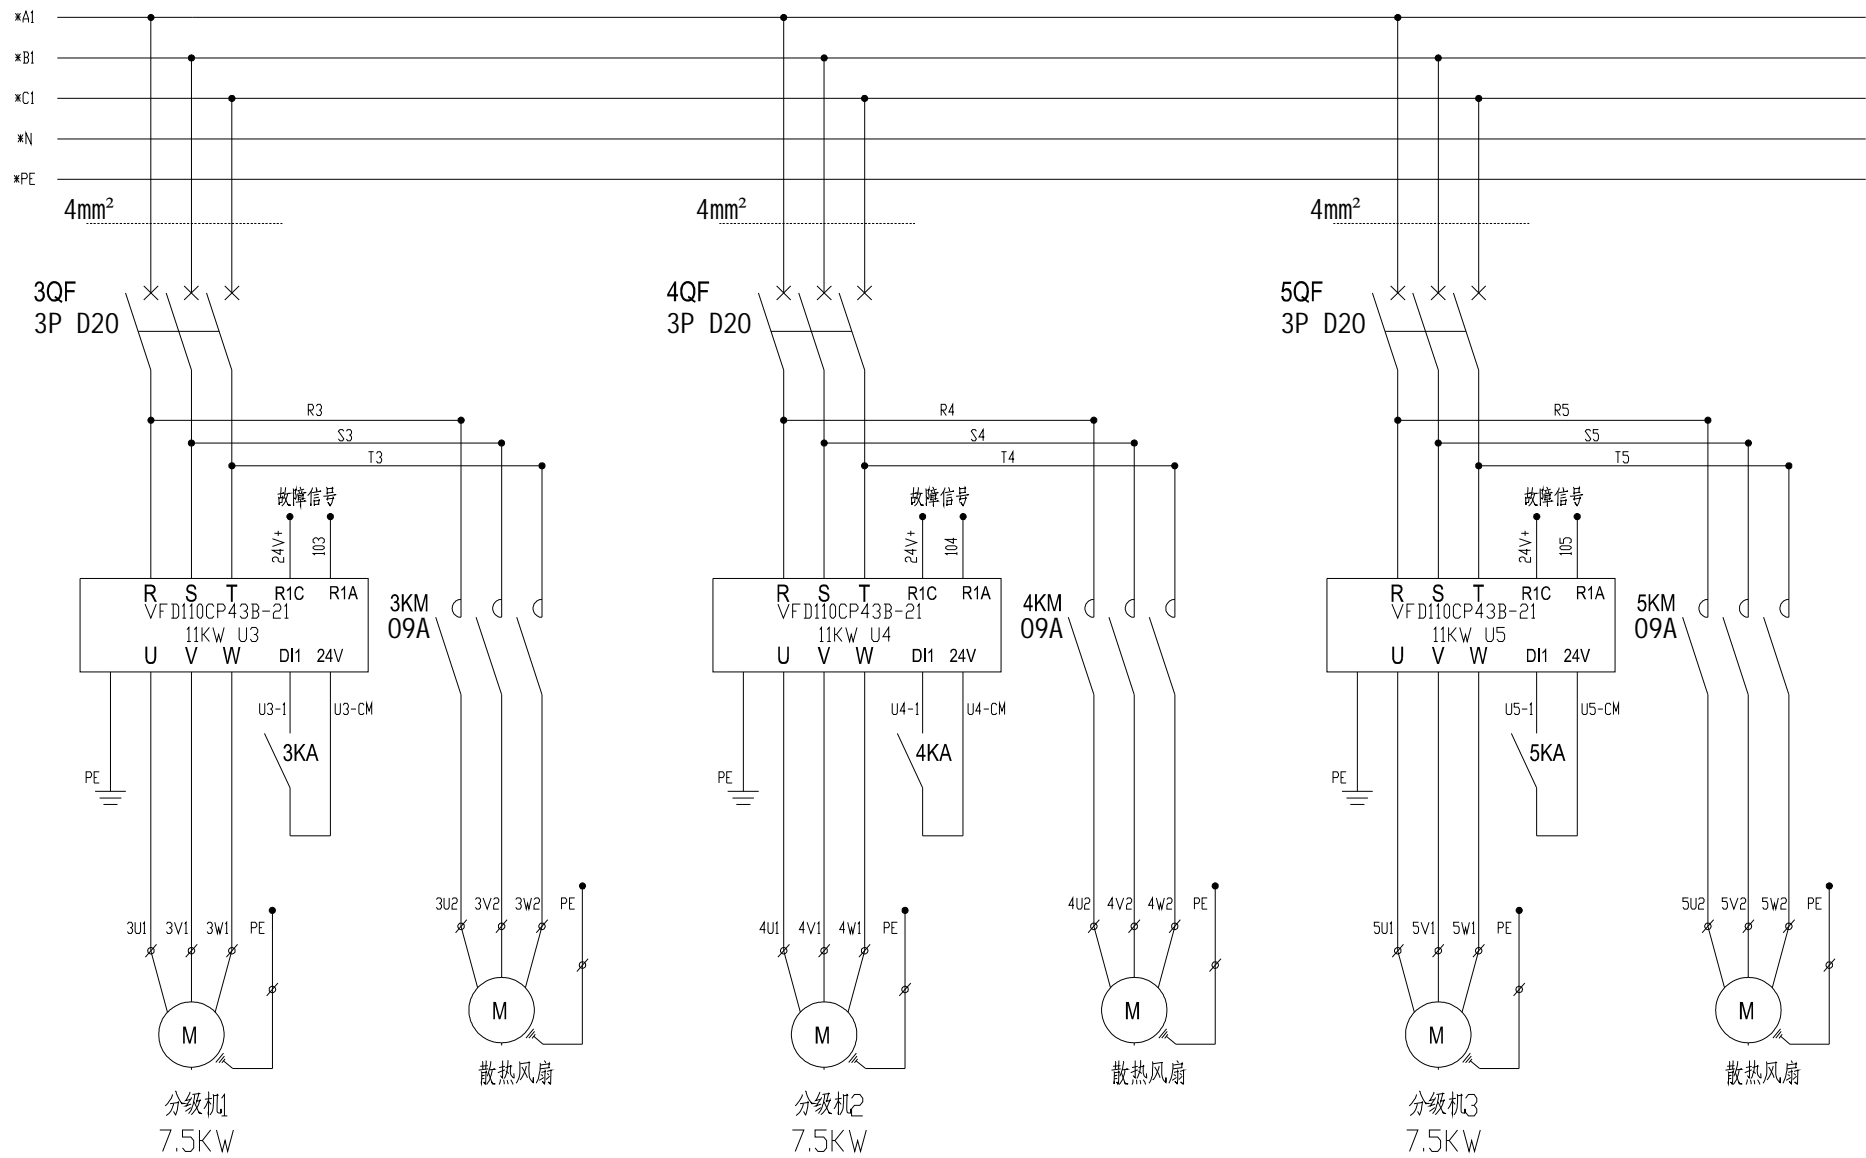 *A1
*B1
*C1
*N
*PE
4mm² 4mm² 4mm²
3QF 4QF 5QF
3P D20 3P D20 3P D20
R3 R4 R5
S3 S4 S5
T3 T4 T5
故障信号 故障信号 故障信号
24V+ 103 24V+ 104 24V+ 105
R S T R1C R1A 3KM R S T R1C R1A 4KM R S T R1C R1A 5KM
VFD110CP43B-21 VFD110CP43B-21 VFD110CP43B-21
11KW U3 09A 11KW U4 09A 11KW U5 09A
U V W DI1 24V U V W DI1 24V U V W DI1 24V
U3-1 U3-CM U4-1 U4-CM U5-1 U5-CM
3KA 4KA 5KA
PE PE PE
3U2 3V2 3W2 PE 4U2 4V2 4W2 PE 5U2 5V2 5W2 PE
3U1 3V1 3W1 PE 4U1 4V1 4W1 PE 5U1 5V1 5W1 PE
M M M
M M M
散热风扇 散热风扇 散热风扇
分级机1 分级机2 分级机3
7.5KW 7.5KW 7.5KW